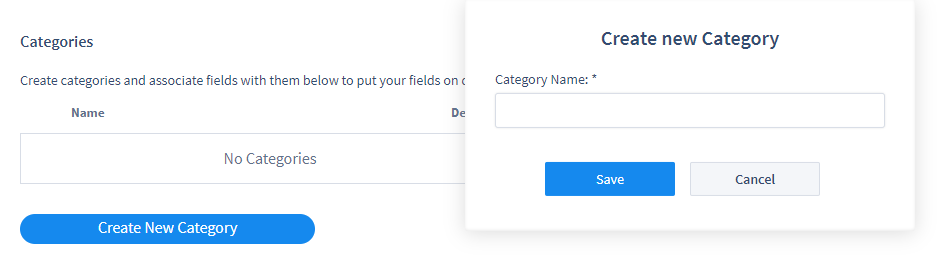 Categories
Create categories and associate fields with them below to put your fields on
Name
No Categories
Create New Category
Create new Category
Category Name: *
Save
Cancel